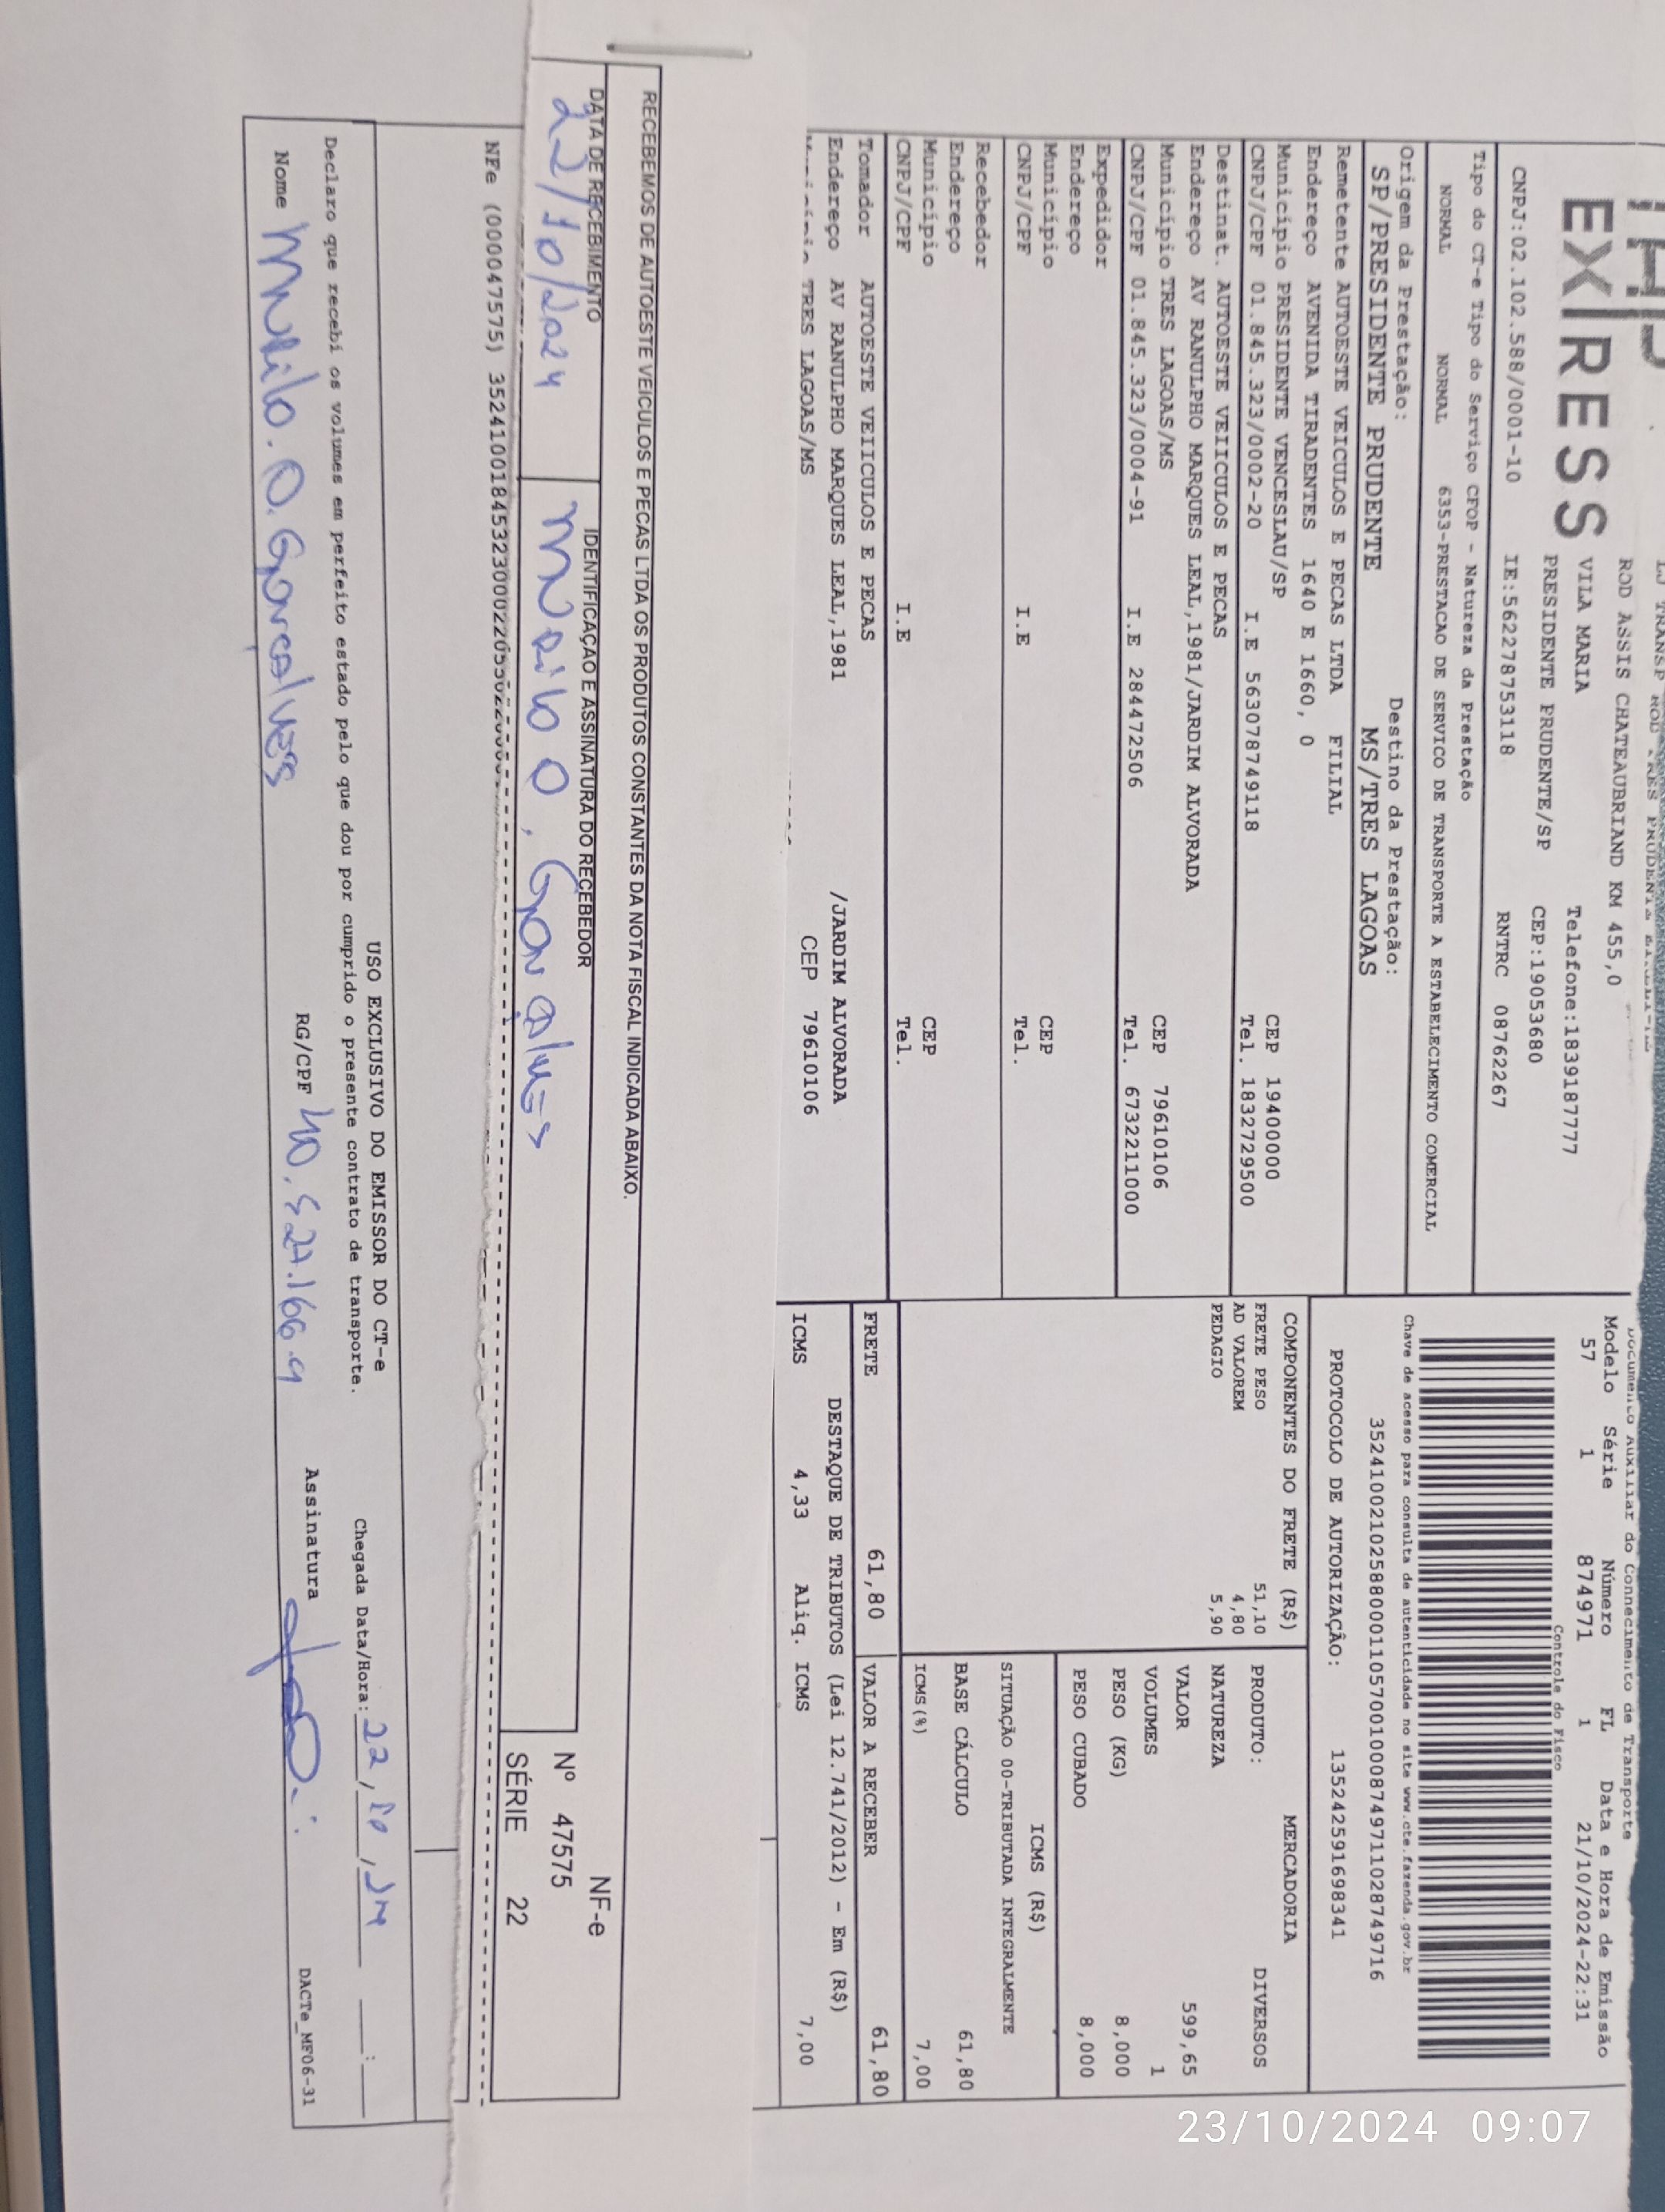 EXPRESS
ROD ASSIS CHATEAUBRIAND KM 455,0
VILA MARIA Telefone:1839187777
PRESIDENTE PRUDENTE/SP CEP:19053680
CNPJ:02.102.588/0001-10 IE:562278753118 RNTRC 08762267
Tipo do CT-e Tipo do Serviço CFOP - Natureza da Prestação
NORMAL NORMAL 6353-PRESTACAO DE SERVICO DE TRANSPORTE A ESTABELECIMENTO COMERCIAL
Origem da Prestação: Destino da Prestação:
SP/PRESIDENTE PRUDENTE MS/TRES LAGOAS
Remetente AUTOESTE VEICULOS E PECAS LTDA FILIAL
Endereço AVENIDA TIRADENTES 1640 E 1660, 0
Município PRESIDENTE VENCESLAU/SP CEP 19400000
CNPJ/CPF 01.845.323/0002-20 I.E 563078749118 Tel. 1832729500
Destinat. AUTOESTE VEIICULOS E PECAS
Endereço AV RANULPHO MARQUES LEAL,1981/JARDIM ALVORADA
Município TRES LAGOAS/MS CEP 79610106
CNPJ/CPF 01.845.323/0004-91 I.E 284472506 Tel. 6732211000
Expedidor
Endereço
Município CEP
CNPJ/CPF I.E Tel.
Recebedor
Endereço
Município CEP
CNPJ/CPF I.E Tel.
Tomador AUTOESTE VEIICULOS E PECAS
Endereço AV RANULPHO MARQUES LEAL,1981 /JARDIM ALVORADA
TRES LAGOAS/MS CEP 79610106
Documento Auxiliar do Conhecimento de Transporte
Modelo Série Número FL Data e Hora de Emissão
57 1 874971 1 21/10/2024-22:31
Controle do Fisco
Chave de acesso para consulta de autenticidade no site www.cte.fazenda.gov.br
35241002102588000110570010008749711028749716
PROTOCOLO DE AUTORIZAÇÃO: 135242591698341
COMPONENTES DO FRETE (R$)
FRETE PESO 51,10
AD VALOREM 4,80
PEDAGIO 5,90
MERCADORIA
PRODUTO: DIVERSOS
NATUREZA
VALOR 599,65
VOLUMES 1
PESO (KG) 8,000
PESO CUBADO 8,000
ICMS (R$)
SITUAÇÃO 00-TRIBUTADA INTEGRALMENTE
BASE CÁLCULO 61,80
ICMS(%) 7,00
FRETE 61,80 VALOR A RECEBER 61,80
DESTAQUE DE TRIBUTOS (Lei 12.741/2012) - Em (R$)
ICMS 4,33 Aliq. ICMS 7,00
RECEBEMOS DE AUTOESTE VEICULOS E PECAS LTDA OS PRODUTOS CONSTANTES DA NOTA FISCAL INDICADA ABAIXO.
DATA DE RECEBIMENTO IDENTIFICAÇÃO E ASSINATURA DO RECEBEDOR
22/10/2024 Murilo O. Gonçalves
NF-e
Nº 47575
SÉRIE 22
NFe (000047575)
USO EXCLUSIVO DO EMISSOR DO CT-e
Declaro que recebi os volumes em perfeito estado pelo que dou por cumprido o presente contrato de transporte. Chegada Data/Hora: 22/10/24
Nome Murilo. O. Gonçalves RG/CPF 40.527.166.9 Assinatura
DACTe_MF06-31
23/10/2024 09:07